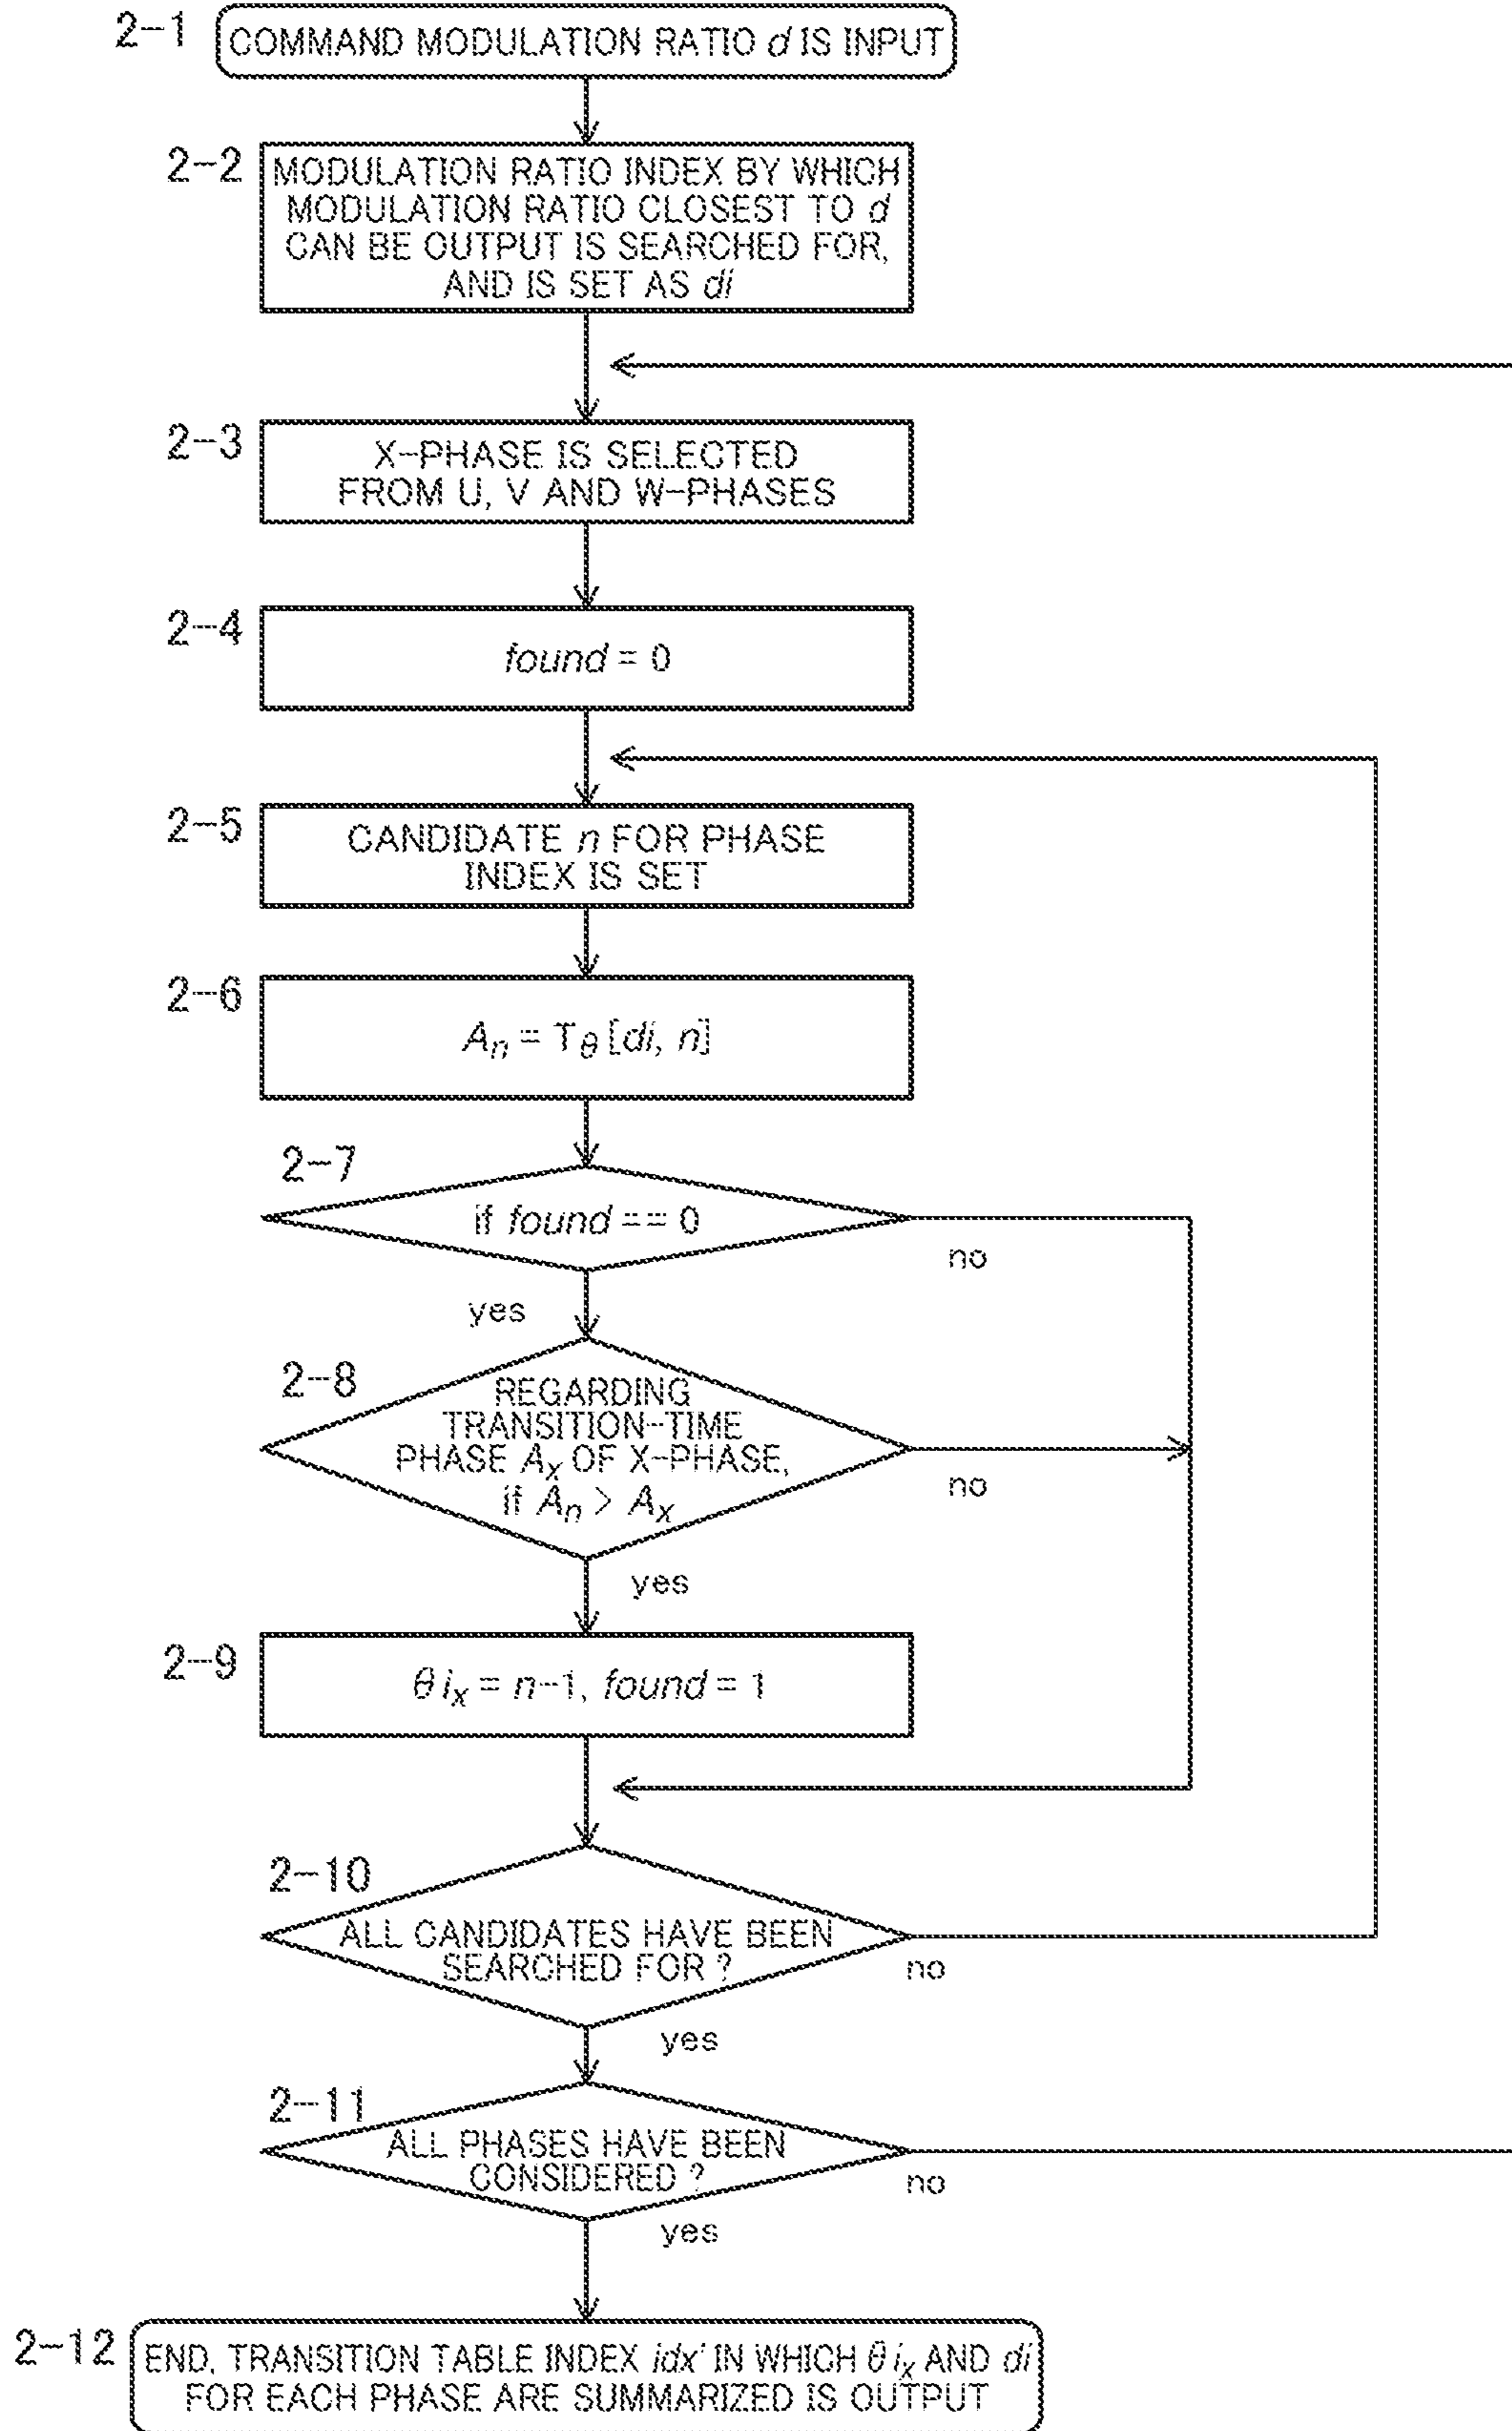 2-1
COMMAND MODULATION RATIO d IS INPUT
2-2
MODULATION RATIO INDEX BY WHICH
MODULATION RATIO CLOSEST TO d
CAN BE OUTPUT IS SEARCHED FOR,
AND IS SET AS di
2-3
X-PHASE IS SELECTED
FROM U, V AND W-PHASES
2-4
found = 0
2-5
CANDIDATE n FOR PHASE
INDEX IS SET
2-6
Aₙ = T_θ [di, n]
2-7
if found == 0
no
yes
2-8
REGARDING
TRANSITION-TIME
PHASE Aₓ OF X-PHASE,
if Aₙ > Aₓ
no
yes
2-9
θiₓ = n-1, found = 1
2-10
ALL CANDIDATES HAVE BEEN
SEARCHED FOR ?
no
yes
2-11
ALL PHASES HAVE BEEN
CONSIDERED ?
no
yes
2-12
END, TRANSITION TABLE INDEX idx' IN WHICH θiₓ AND di
FOR EACH PHASE ARE SUMMARIZED IS OUTPUT